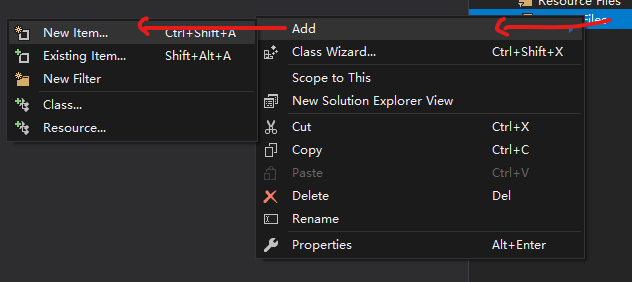 Resource Files
Files
New Item... Ctrl+Shift+A
Existing Item... Shift+Alt+A
New Filter
Class...
Resource...
Add
Class Wizard... Ctrl+Shift+X
Scope to This
New Solution Explorer View
Cut Ctrl+X
Copy Ctrl+C
Paste Ctrl+V
Delete Del
Rename
Properties Alt+Enter